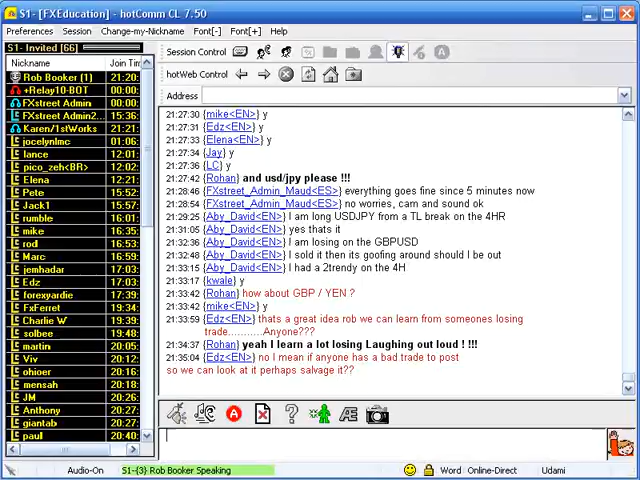 S1- [FXEducation] - hotComm CL 7.50
Preferences Session Change-my-Nickname Font[-] Font[+] Help
S1- Invited [66]
Nickname Join Tim
Rob Booker (1) 21:20:
+Relay10-BOT 00:00:
FXstreet Admin 00:00:
FXstreet Admin2... 15:36:
Karen/1stWorks 21:21:
jocelynlmc 00:00:
lance 12:01:
pico_zeh<BR> 12:02:
Elena 12:07:
Pete 15:52:
Jack1 16:37:
rumble 16:51:
mike 16:53:
rod 16:54:
Marc 16:59:
jemhadar 17:03:
Edz 17:03:
forexyardie 17:03:
FxFerret 17:04:
Charlie W 19:34:
solbee 19:48:
martin 20:05:
Viv 20:10:
ohioer 20:16:
mensah 20:18:
JM 20:26:
Anthony 20:27:
giantab 20:27:
paul 20:40:
Session Control
hotWeb Control
Address
21:27:30 {mike<EN>} y
21:27:31 {Edz<EN>} y
21:27:33 {Elena<EN>} y
21:27:34 {Jay} y
21:27:36 {LC} y
21:27:42 {Rohan} and usd/jpy please !!!
21:28:46 {FXstreet_Admin_Maud<ES>} everything goes fine since 5 minutes now
21:28:54 {FXstreet_Admin_Maud<ES>} no worries, cam and sound ok
21:29:25 {Aby_David<EN>} I am long USDJPY from a TL break on the 4HR
21:31:05 {Aby_David<EN>} yes thats it
21:32:36 {Aby_David<EN>} I am losing on the GBPUSD
21:32:48 {Aby_David<EN>} I sold it then its goofing around should I be out
21:33:15 {Aby_David<EN>} I had a 2trendy on the 4H
21:33:17 {kwale} y
21:33:42 {Rohan} how about GBP / YEN ?
21:33:42 {mike<EN>} y
21:33:59 {Edz<EN>} thats a great idea rob we can learn from someones losing
trade...........Anyone???
21:34:37 {Rohan} yeah I learn a lot losing Laughing out loud ! !!!
21:35:04 {Edz<EN>} no I mean if anyone has a bad trade to post
so we can look at it perhaps salvage it??
Audio-On S1-{3} Rob Booker Speaking Word Online-Direct Udami